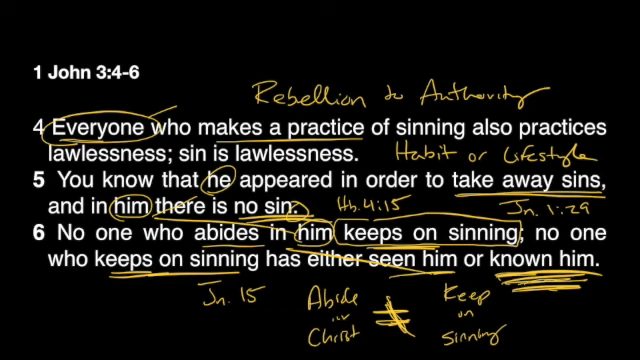 1 John 3:4-6
Rebellion to Authority
4 Everyone who makes a practice of sinning also practices
lawlessness; sin is lawlessness.
Habit or Lifestyle
5 You know that he appeared in order to take away sins,
and in him there is no sin.
Hb. 4:15
Jn. 1:29
6 No one who abides in him keeps on sinning; no one
who keeps on sinning has either seen him or known him.
Jn. 15
Abide
in
Christ
≠
Keep
on
Sinning